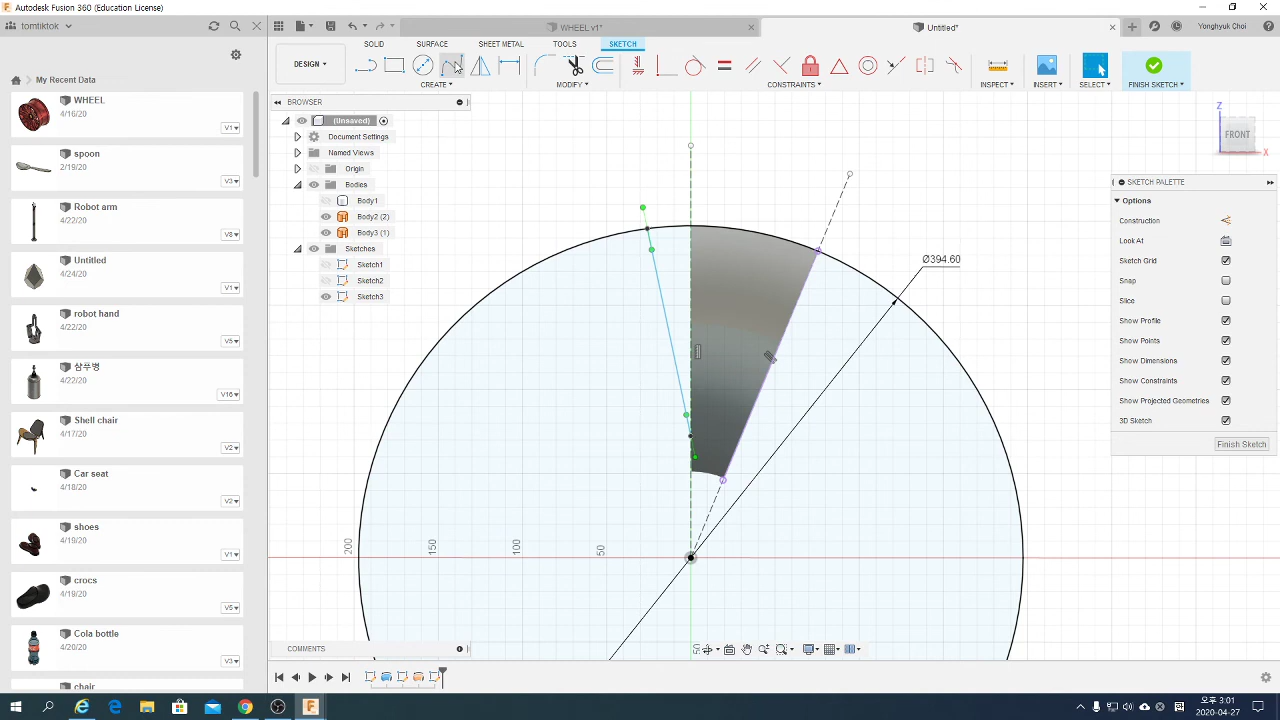 Autodesk Fusion 360 (Education License)
tomtiktok
WHEEL v1*
Untitled*
Yonghyuk Choi
SOLID
SURFACE
SHEET METAL
TOOLS
SKETCH
DESIGN
CREATE
MODIFY
CONSTRAINTS
INSPECT
INSERT
SELECT
FINISH SKETCH
My Recent Data
WHEEL
4/16/20
V1
spoon
2/19/20
V3
Robot arm
4/22/20
V8
Untitled
4/24/20
V1
robot hand
4/22/20
V5
샴푸병
4/22/20
V16
Shell chair
4/17/20
V2
Car seat
4/18/20
V2
shoes
4/19/20
V1
crocs
4/19/20
V5
Cola bottle
4/20/20
V3
chair
BROWSER
(Unsaved)
Document Settings
Named Views
Origin
Bodies
Body1
Body2 (2)
Body3 (1)
Sketches
Sketch1
Sketch2
Sketch3
Ø394.60
200
150
100
50
50
Z
FRONT
X
SKETCH PALETTE
Options
Construction
Look At
Sketch Grid
Snap
Slice
Show Profile
Show Points
Show Dimensions
Show Constraints
Show Projected Geometries
3D Sketch
Finish Sketch
COMMENTS
오후 3:01
2020-04-27